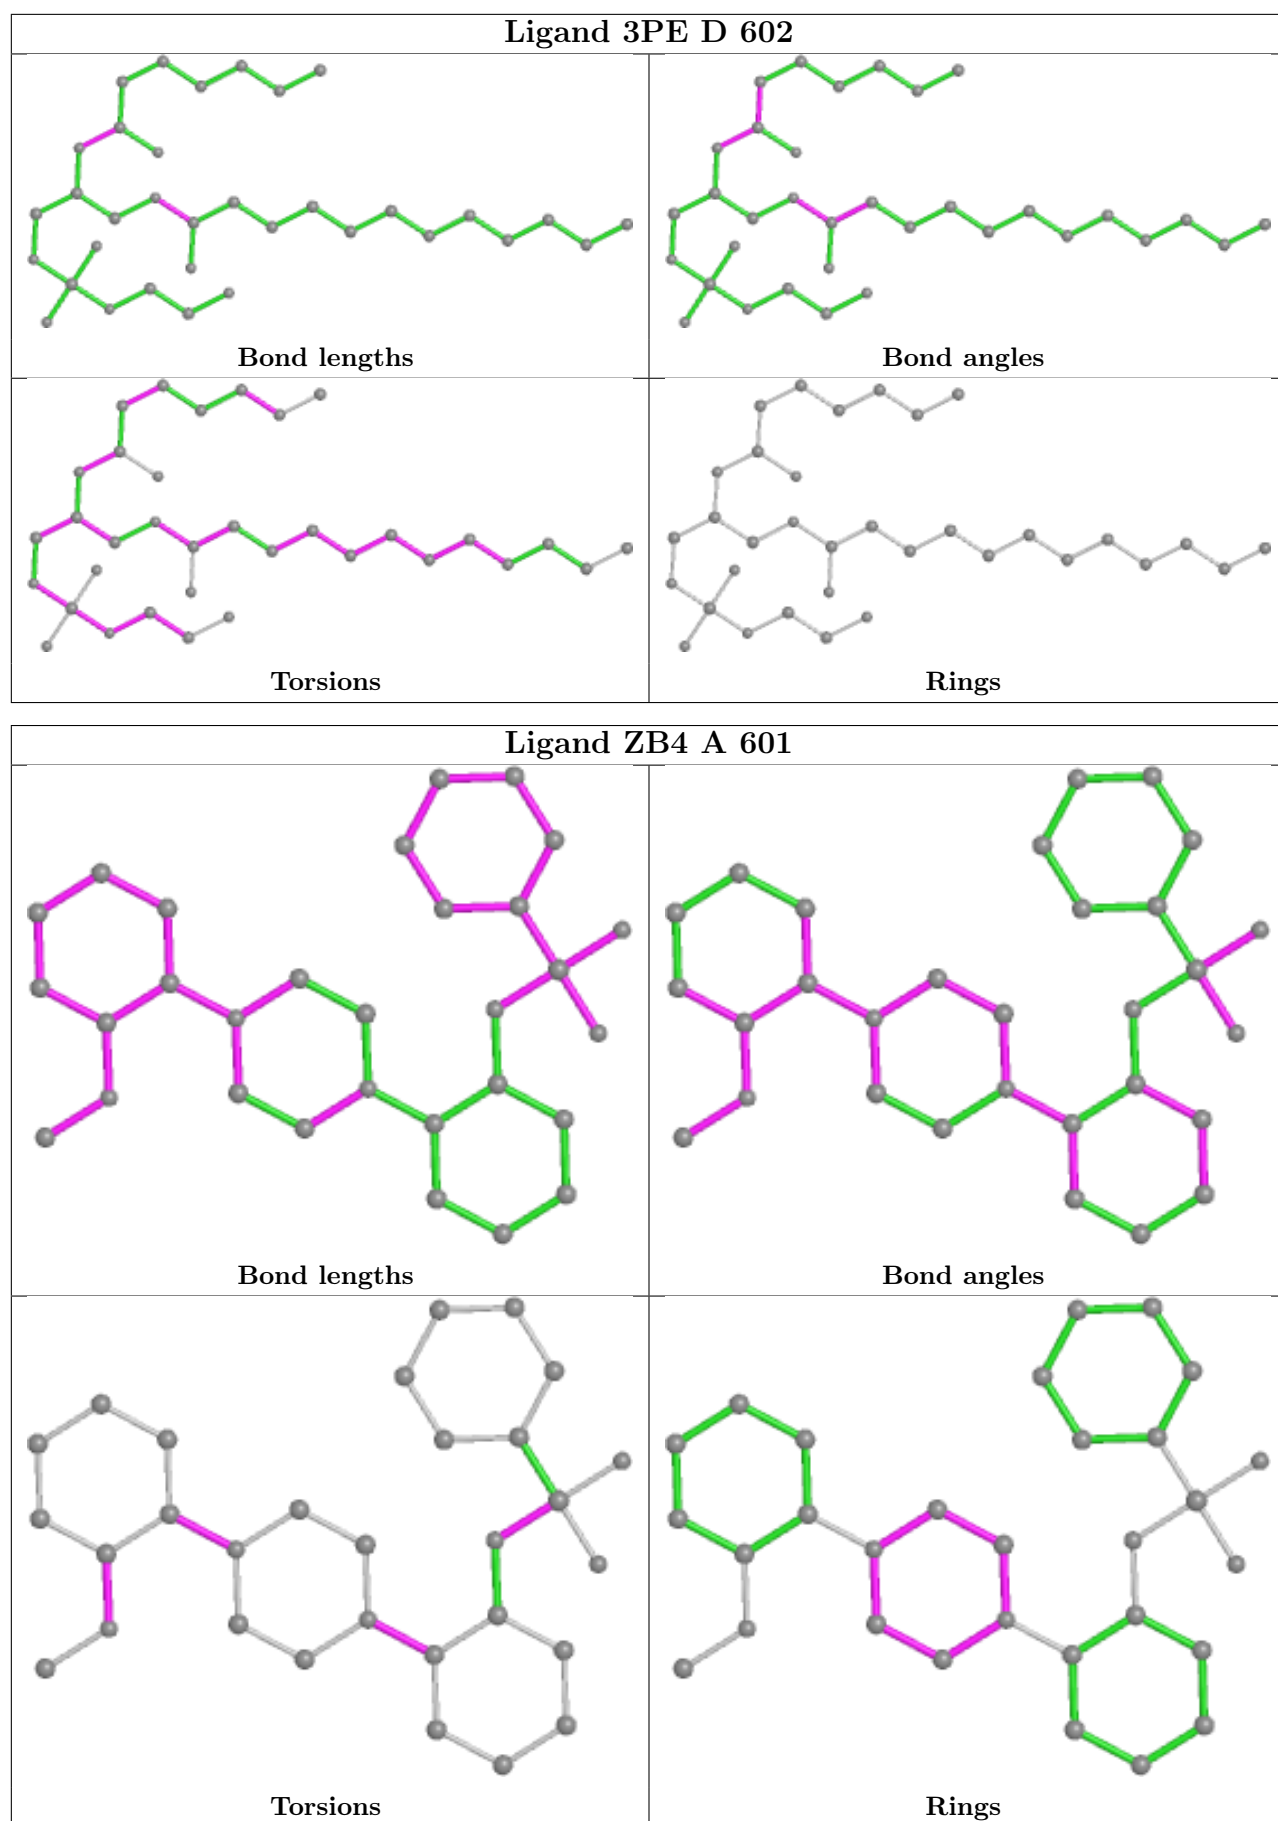 Ligand 3PE D 602
Bond lengths
Bond angles
Torsions
Rings
Ligand ZB4 A 601
Bond lengths
Bond angles
Torsions
Rings